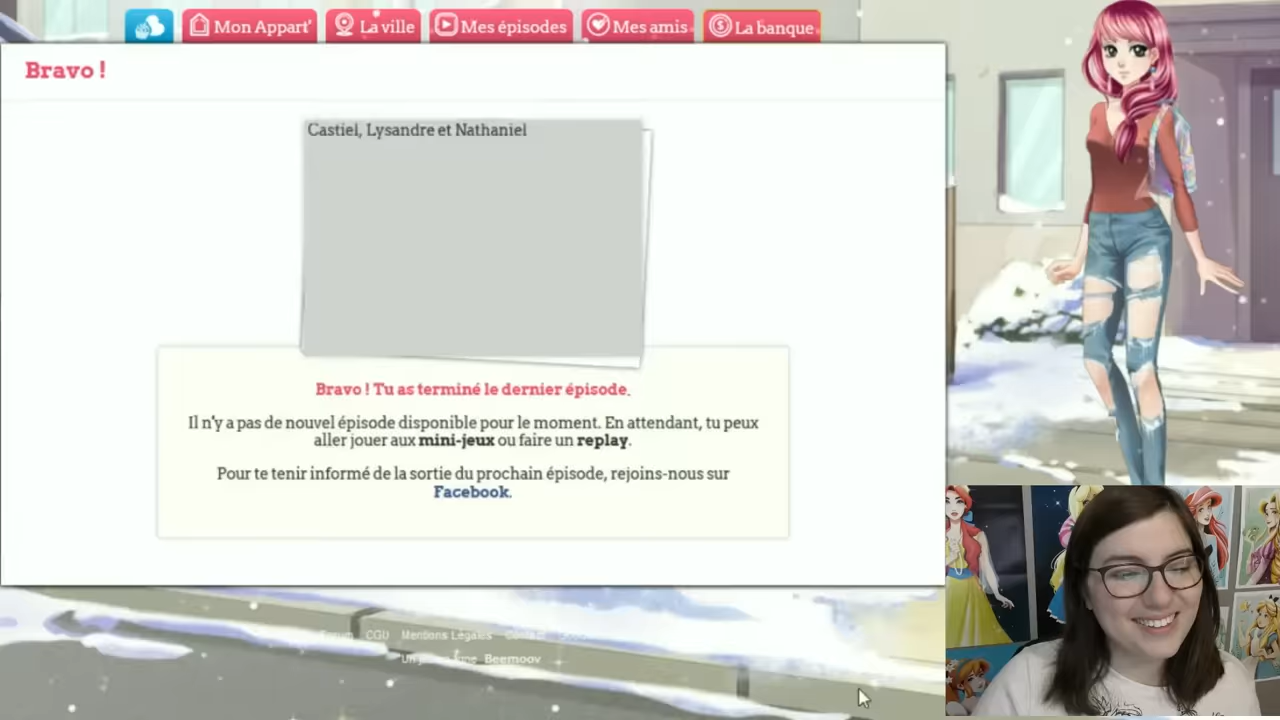 Mon Appart'
La ville
Mes épisodes
Mes amis
La banque
Bravo !
Castiel, Lysandre et Nathaniel
Bravo ! Tu as terminé le dernier épisode.
Il n'y a pas de nouvel épisode disponible pour le moment. En attendant, tu peux
aller jouer aux mini-jeux ou faire un replay.
Pour te tenir informé de la sortie du prochain épisode, rejoins-nous sur
Facebook.
Forum CGU Mentions Légales Contact
Beemoov